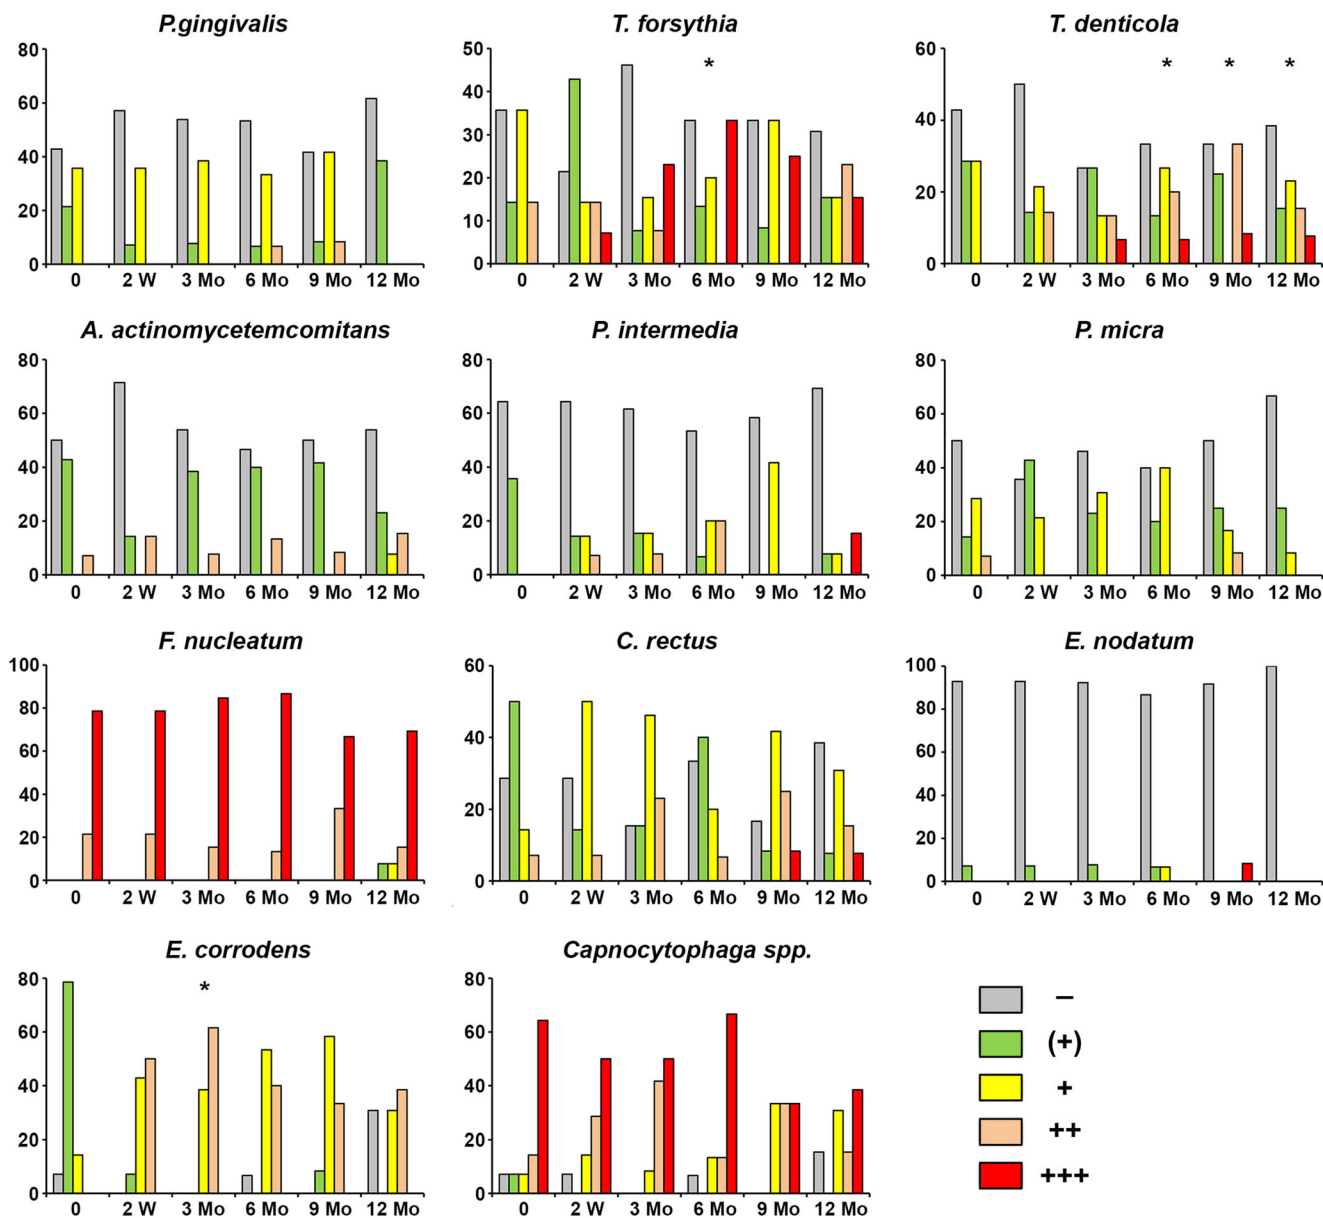 P.gingivalis
80
60
40
20
0
0 2 W 3 Mo 6 Mo 9 Mo 12 Mo
T. forsythia
50
40
30
20
10
0
*
0 2 W 3 Mo 6 Mo 9 Mo 12 Mo
T. denticola
60
40
20
0
* * *
0 2 W 3 Mo 6 Mo 9 Mo 12 Mo
A. actinomycetemcomitans
80
60
40
20
0
0 2 W 3 Mo 6 Mo 9 Mo 12 Mo
P. intermedia
80
60
40
20
0
0 2 W 3 Mo 6 Mo 9 Mo 12 Mo
P. micra
80
60
40
20
0
0 2 W 3 Mo 6 Mo 9 Mo 12 Mo
F. nucleatum
100
80
60
40
20
0
0 2 W 3 Mo 6 Mo 9 Mo 12 Mo
C. rectus
60
40
20
0
0 2 W 3 Mo 6 Mo 9 Mo 12 Mo
E. nodatum
100
80
60
40
20
0
0 2 W 3 Mo 6 Mo 9 Mo 12 Mo
E. corrodens
80
60
40
20
0
*
0 2 W 3 Mo 6 Mo 9 Mo 12 Mo
Capnocytophaga spp.
80
60
40
20
0
0 2 W 3 Mo 6 Mo 9 Mo 12 Mo
–
(+)
+
++
+++